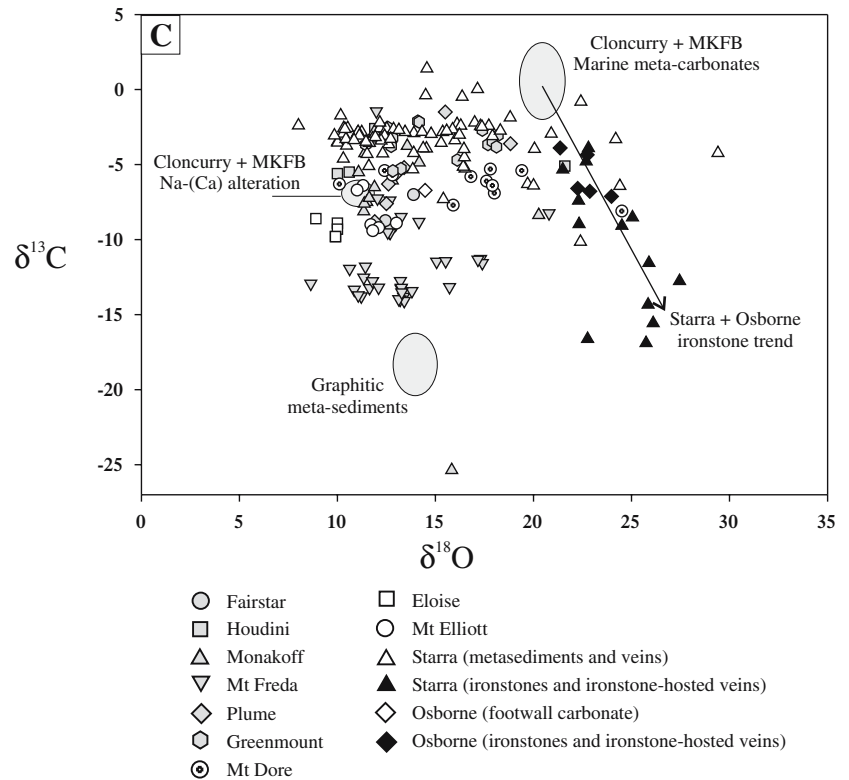 C
5
0
-5
-10
-15
-20
-25
δ13C
0
5
10
15
20
25
30
35
δ18O
Cloncurry + MKFB
Marine meta-carbonates
Cloncurry + MKFB
Na-(Ca) alteration
Starra + Osborne
ironstone trend
Graphitic
meta-sediments
Fairstar
Houdini
Monakoff
Mt Freda
Plume
Greenmount
Mt Dore
Eloise
Mt Elliott
Starra (metasediments and veins)
Starra (ironstones and ironstone-hosted veins)
Osborne (footwall carbonate)
Osborne (ironstones and ironstone-hosted veins)